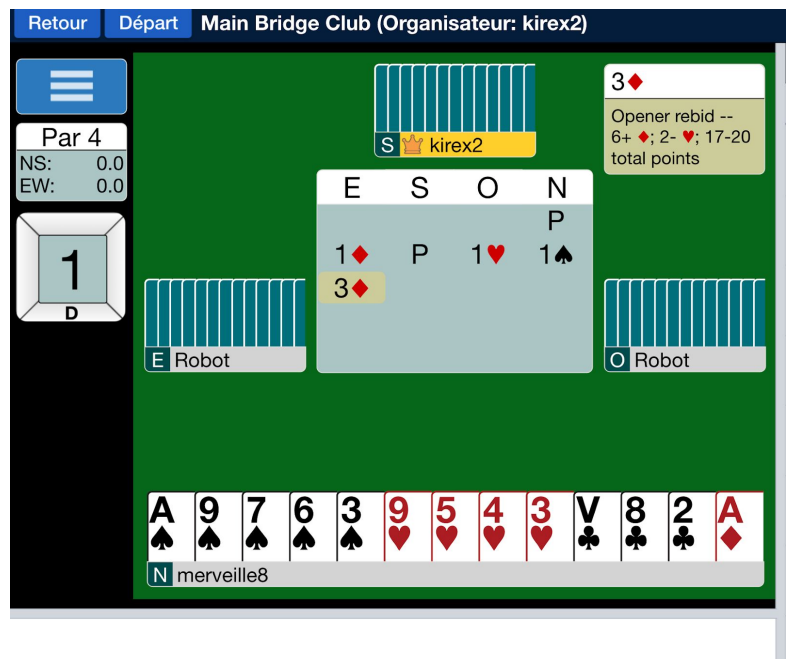 Retour Départ Main Bridge Club (Organisateur: kirex2)
Par 4
NS: 0.0
EW: 0.0
1
D
S kirex2
3♦
Opener rebid --
6+ ♦; 2- ♥; 17-20
total points
E S O N
P
1♦ P 1♥ 1♠
3♦
E Robot
O Robot
A♠ 9♠ 7♠ 6♠ 3♠ 9♥ 5♥ 4♥ 3♥ V♣ 8♣ 2♣ A♦
N merveille8